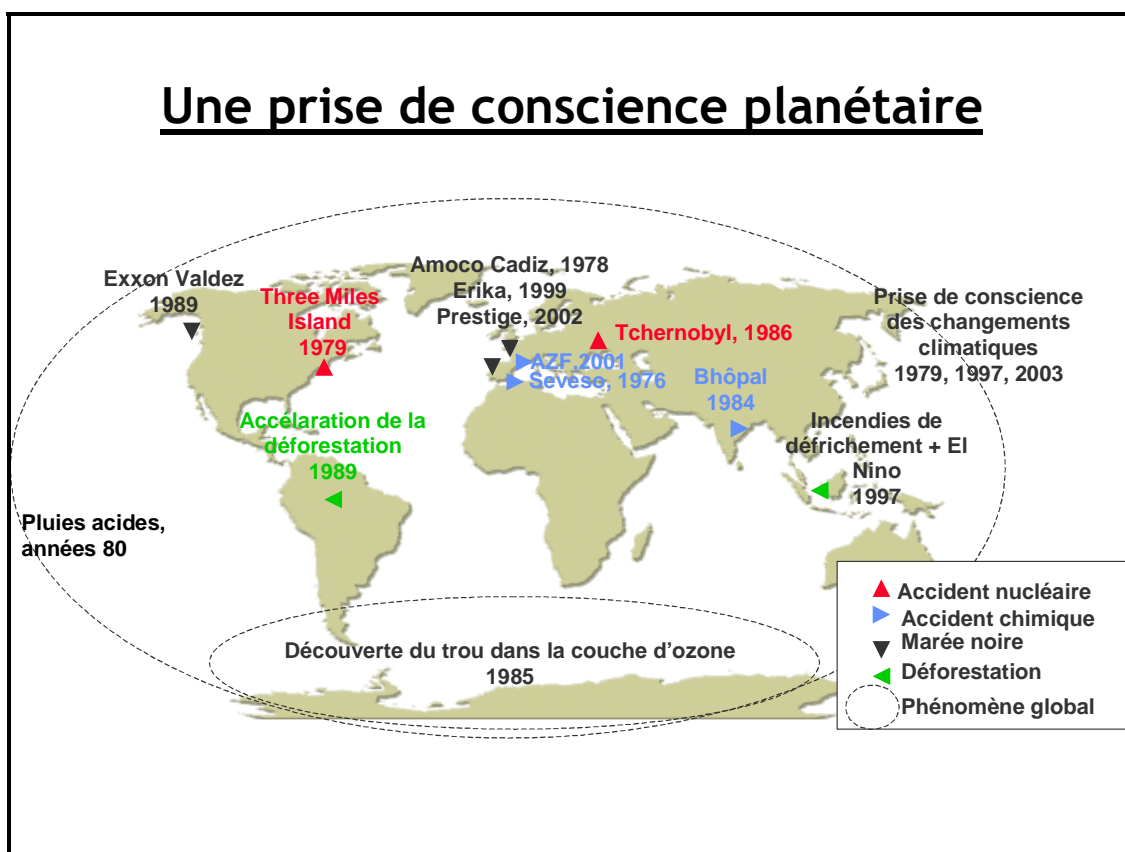 Une prise de conscience planétaire
Exxon Valdez
1989
Three Miles
Island
1979
Amoco Cadiz, 1978
Erika, 1999
Prestige, 2002
Tchernobyl, 1986
AZF,2001
Seveso, 1976
Bhôpal
1984
Prise de conscience
des changements
climatiques
1979, 1997, 2003
Accélaration de la
déforestation
1989
Incendies de
défrichement + El
Nino
1997
Pluies acides,
années 80
Découverte du trou dans la couche d'ozone
1985
Accident nucléaire
Accident chimique
Marée noire
Déforestation
Phénomène global